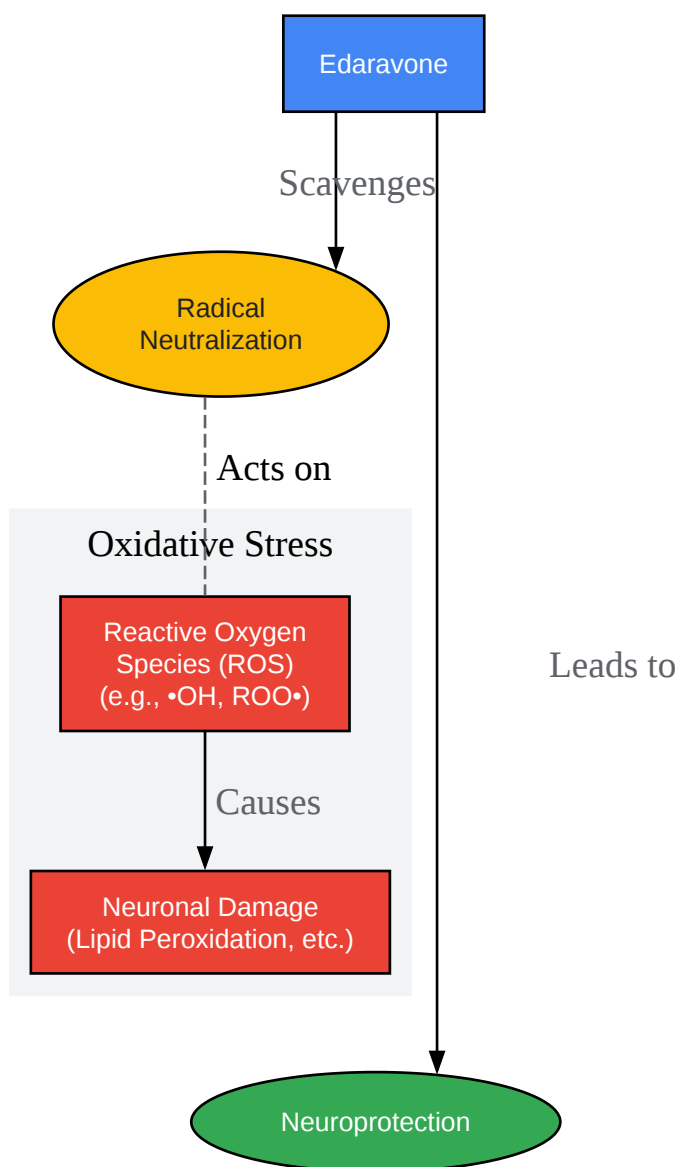 Edaravone
Scavenges
Radical
Neutralization
Acts on
Oxidative Stress
Reactive Oxygen
Species (ROS)
(e.g., •OH, ROO•)
Leads to
Causes
Neuronal Damage
(Lipid Peroxidation, etc.)
Neuroprotection